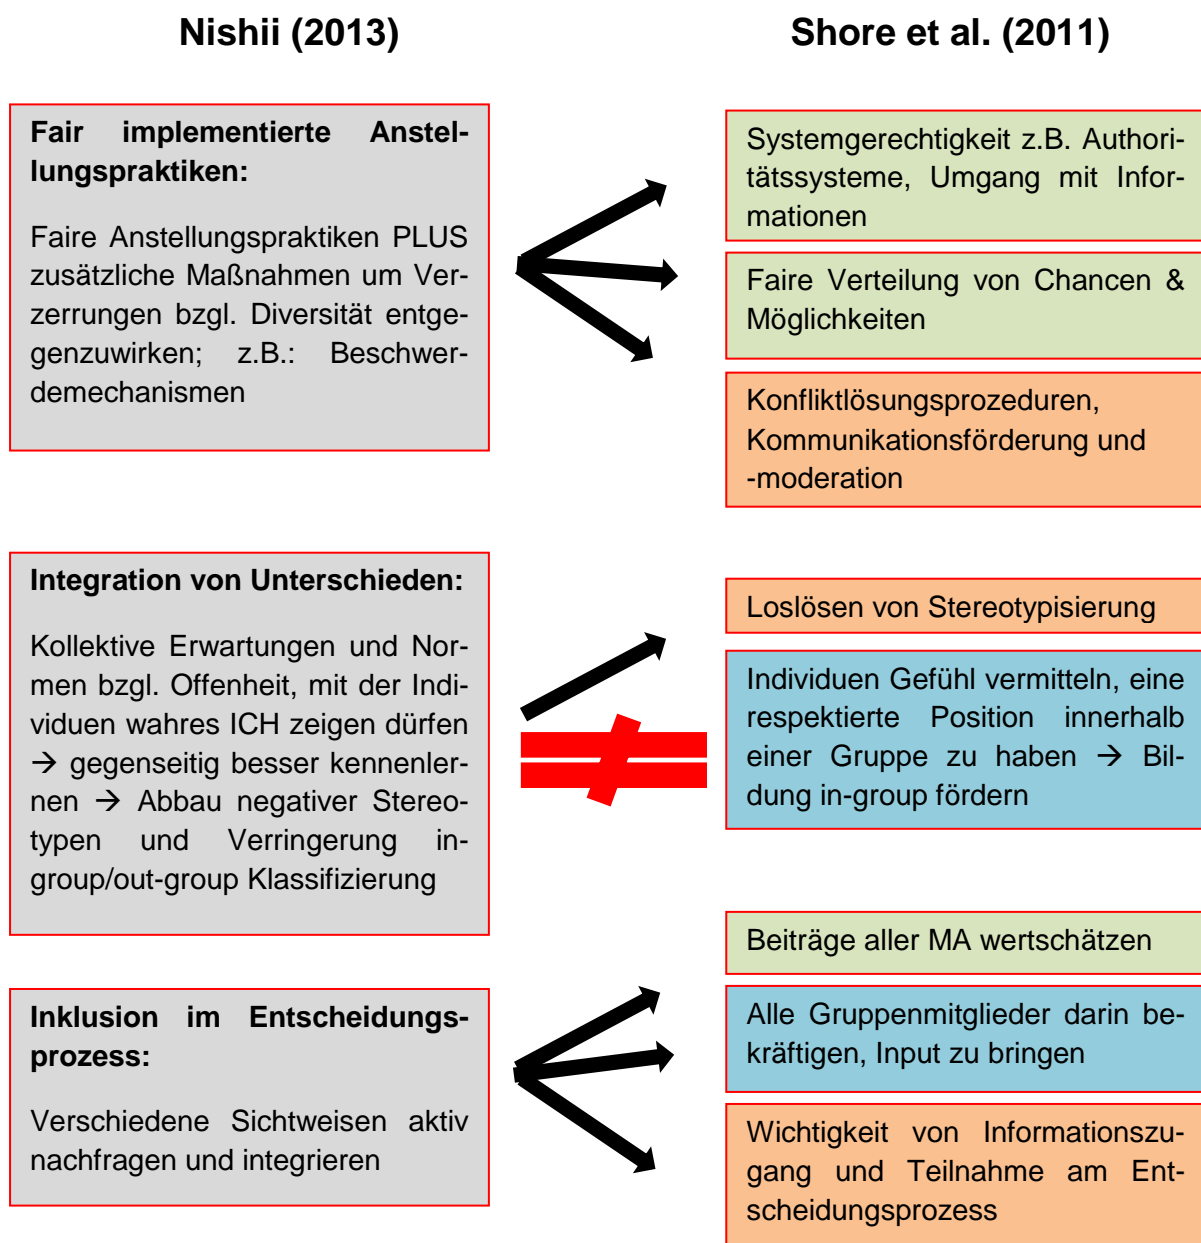 Nishii (2013)
Shore et al. (2011)
Fair implementierte Anstel-
lungspraktiken:
Faire Anstellungspraktiken PLUS
zusätzliche Maßnahmen um Ver-
zerrungen bzgl. Diversität entge-
genzuwirken; z.B.: Beschwer-
demechanismen
Systemgerechtigkeit z.B. Authori-
tätssysteme, Umgang mit Infor-
mationen
Faire Verteilung von Chancen &
Möglichkeiten
Konfliktlösungsprozeduren,
Kommunikationsförderung und
-moderation
Integration von Unterschieden:
Kollektive Erwartungen und Nor-
men bzgl. Offenheit, mit der Indi-
viduen wahres ICH zeigen dürfen
→ gegenseitig besser kennenler-
nen → Abbau negativer Stereo-
typen und Verringerung in-
group/out-group Klassifizierung
Loslösen von Stereotypisierung
Individuen Gefühl vermitteln, eine
respektierte Position innerhalb
einer Gruppe zu haben → Bil-
dung in-group fördern
Inklusion im Entscheidungs-
prozess:
Verschiedene Sichtweisen aktiv
nachfragen und integrieren
Beiträge aller MA wertschätzen
Alle Gruppenmitglieder darin be-
kräftigen, Input zu bringen
Wichtigkeit von Informationszu-
gang und Teilnahme am Ent-
scheidungsprozess